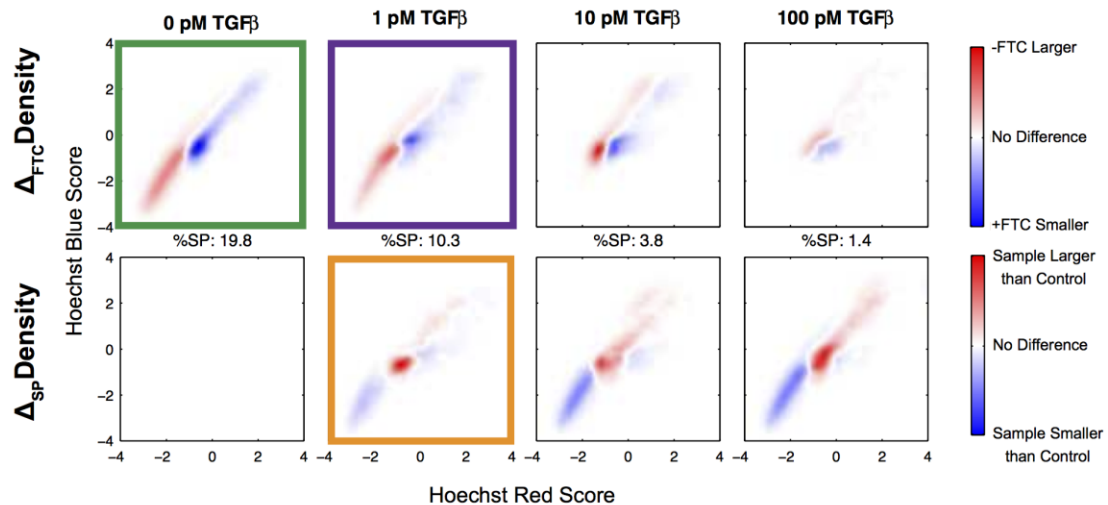 0 pM TGFβ 1 pM TGFβ 10 pM TGFβ 100 pM TGFβ
Δ_FTC Density
Hoechst Blue Score
4
2
0
−2
−4
−FTC Larger
No Difference
+FTC Smaller
%SP: 19.8 %SP: 10.3 %SP: 3.8 %SP: 1.4
Δ_SP Density
4
2
0
−2
−4
Sample Larger
than Control
No Difference
Sample Smaller
than Control
−4 −2 0 2 4 −4 −2 0 2 4 −4 −2 0 2 4 −4 −2 0 2 4
Hoechst Red Score